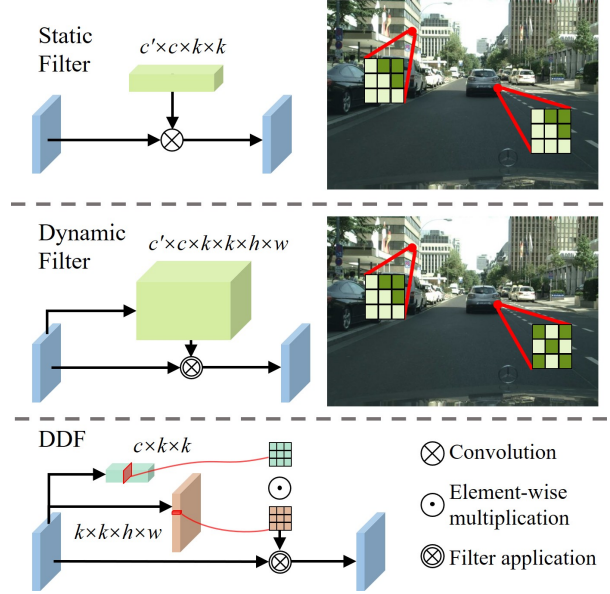 Static
Filter
c′×c×k×k
Dynamic
Filter
c′×c×k×k×h×w
DDF
c×k×k
k×k×h×w
Convolution
Element-wise
multiplication
Filter application